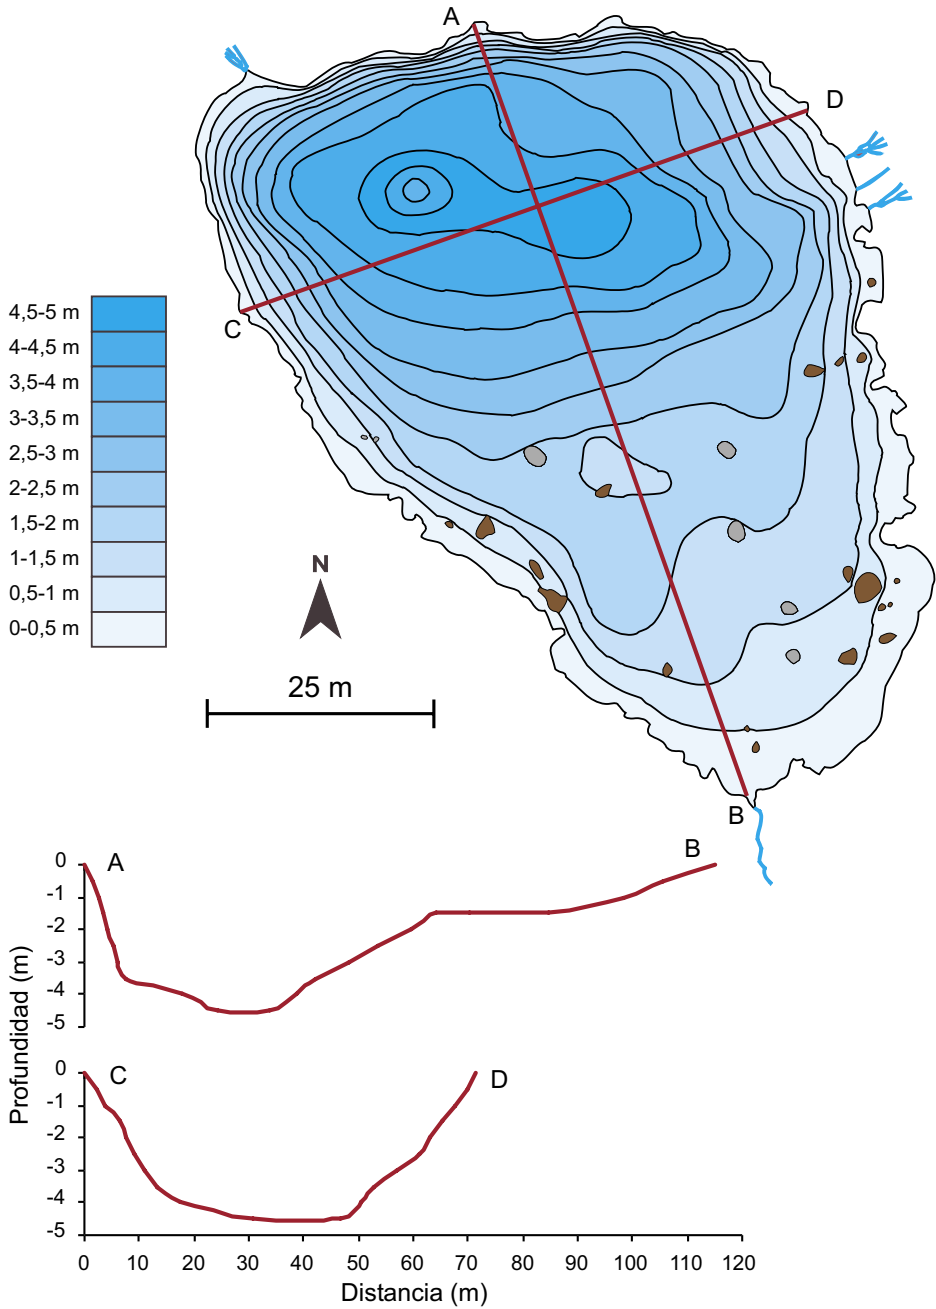 A
D
C
4,5-5 m
4-4,5 m
3,5-4 m
3-3,5 m
2,5-3 m
2-2,5 m
1,5-2 m
1-1,5 m
0,5-1 m
0-0,5 m
N
25 m
B
Profundidad (m)
0
-1
-2
-3
-4
-5
A
B
0
-1
-2
-3
-4
-5
C
D
0 10 20 30 40 50 60 70 80 90 100 110 120
Distancia (m)